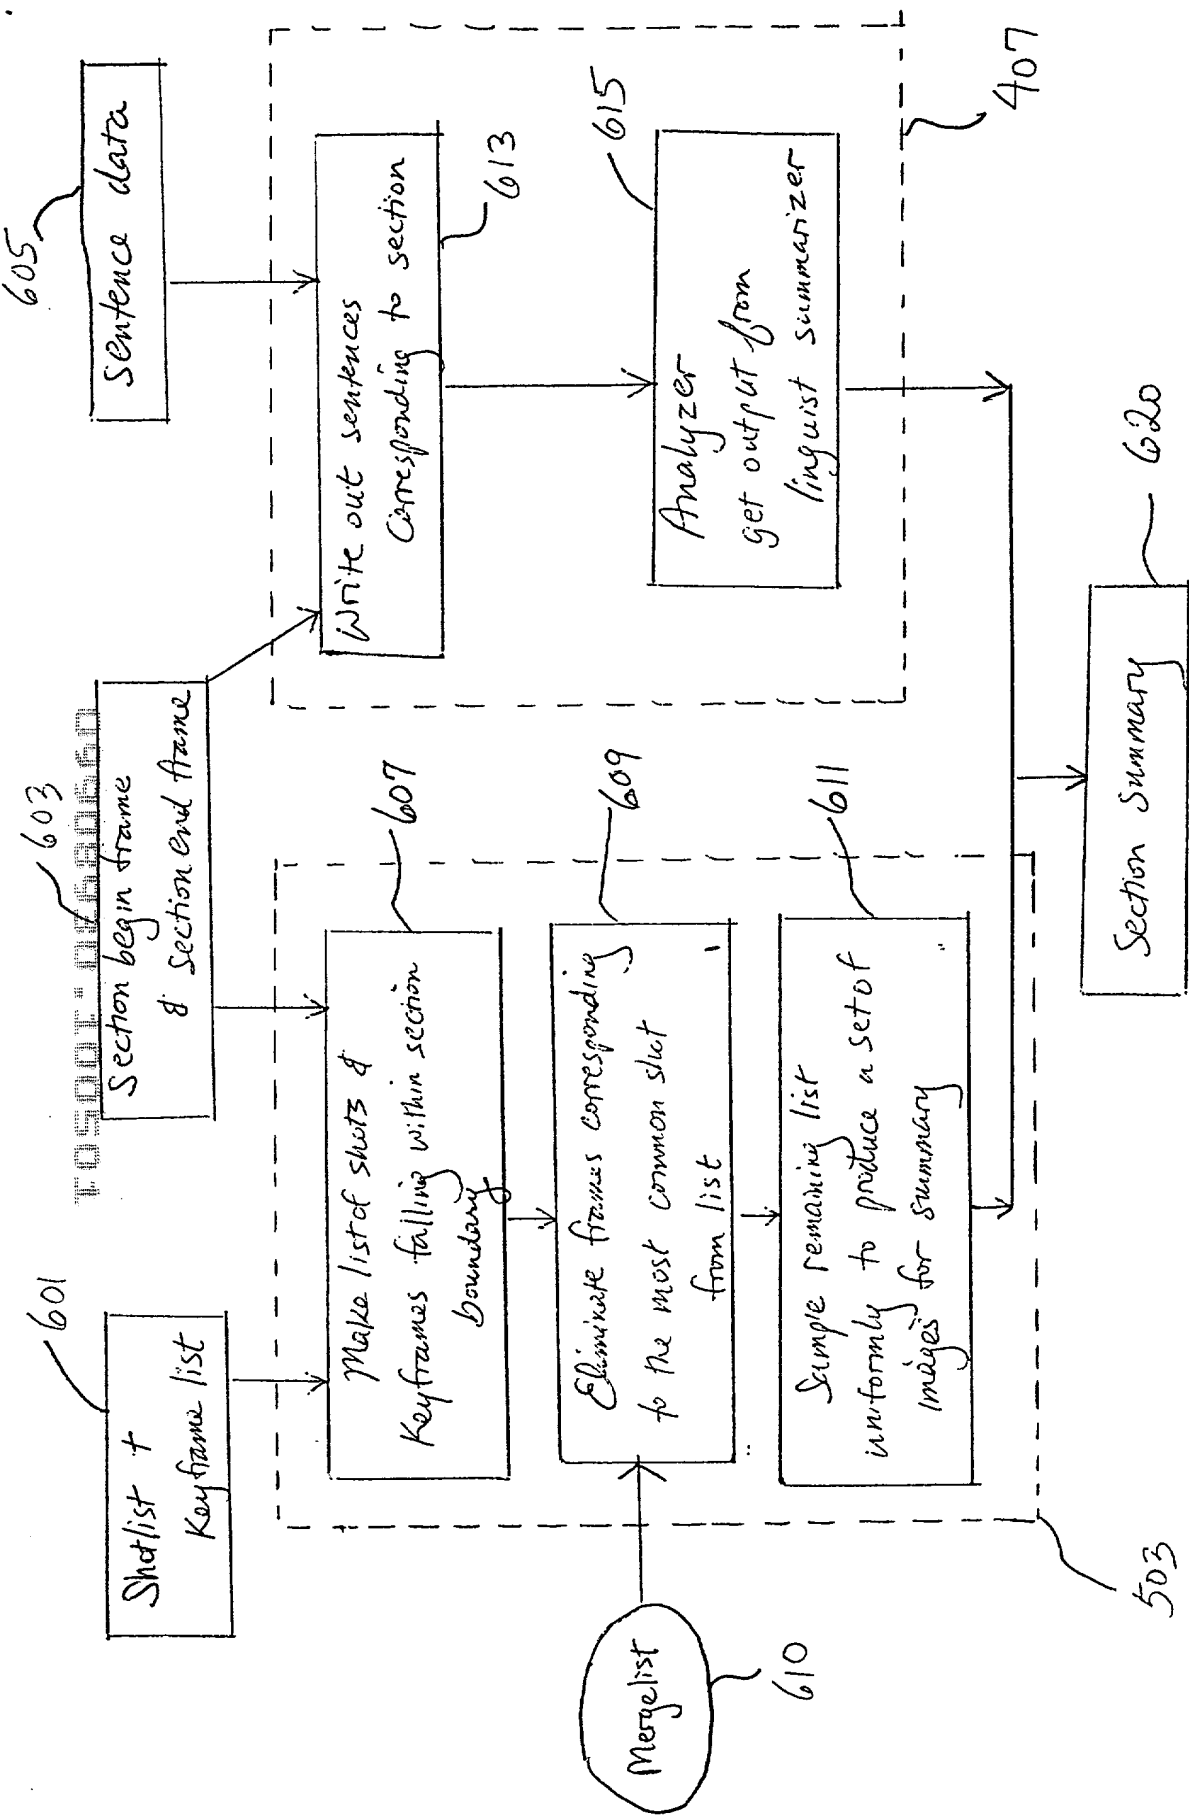 601
Shotlist +
Keyframe list
603
Section begin frame
& section end frame
605
sentence data
607
Make list of shots &
Keyframes falling within section
boundary
609
Eliminate frames corresponding
to the most common shot
from list
Mergelist
610
611
Sample remaining list
uniformly to produce a set of
images for summary
503
613
Write out sentences
Corresponding to section
615
Analyzer
get output from
linguist summarizer
407
Section summary
620